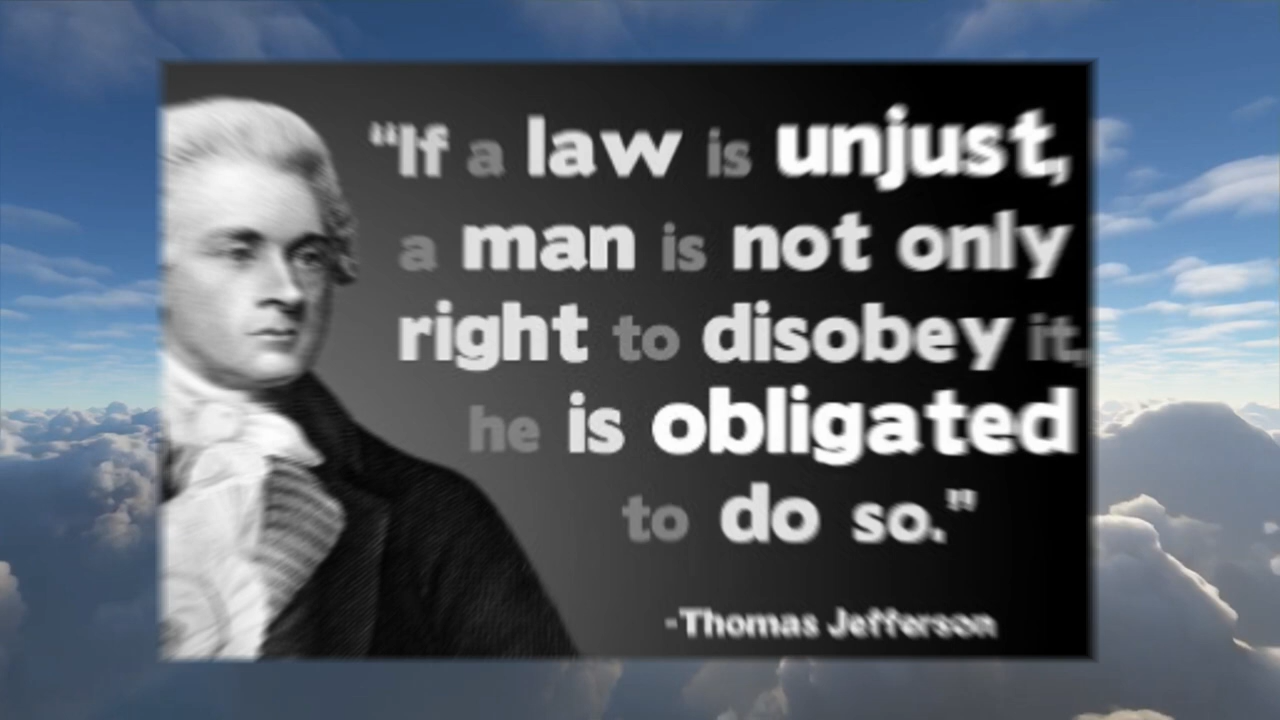 “If a law is unjust,
a man is not only
right to disobey it,
he is obligated
to do so.”
-Thomas Jefferson